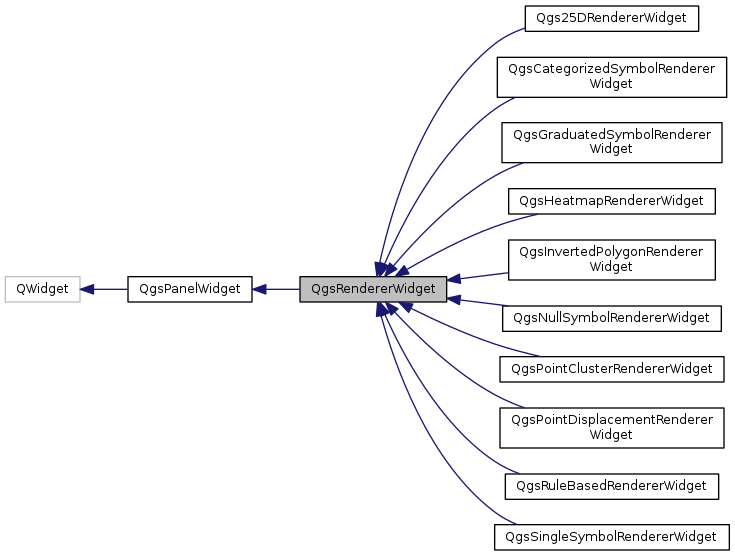 Qgs25DRendererWidget
QgsCategorizedSymbolRenderer
Widget
QgsGraduatedSymbolRenderer
Widget
QgsHeatmapRendererWidget
QgsInvertedPolygonRenderer
Widget
QWidget
QgsPanelWidget
QgsRendererWidget
QgsNullSymbolRendererWidget
QgsPointClusterRendererWidget
QgsPointDisplacementRenderer
Widget
QgsRuleBasedRendererWidget
QgsSingleSymbolRendererWidget